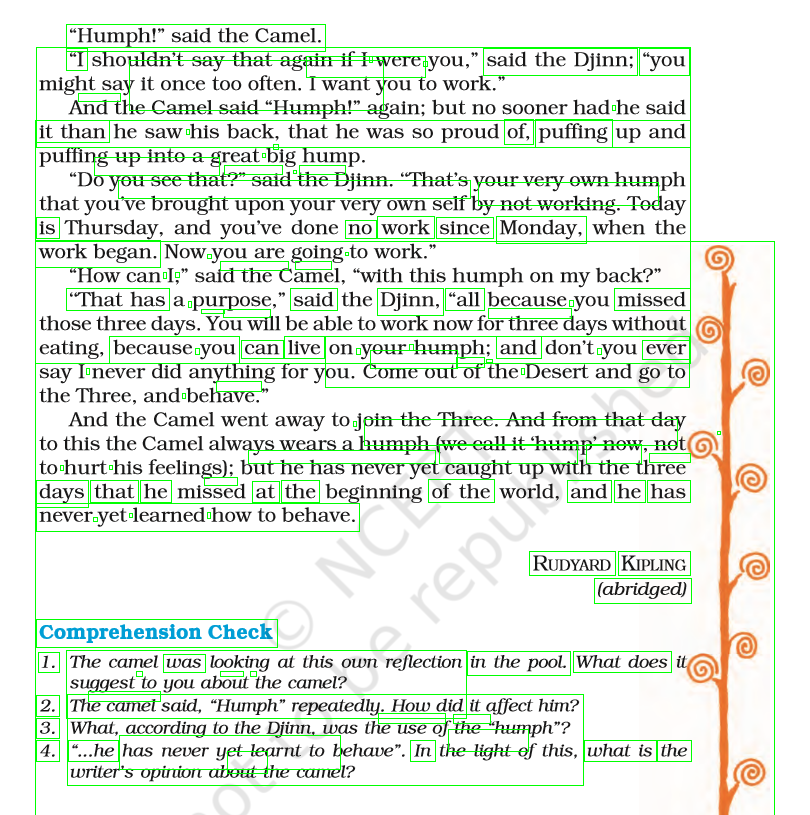 “Humph!” said the Camel.
“I shouldn’t say that again if I were you,” said the Djinn; “you
might say it once too often. I want you to work.”
And the Camel said “Humph!” again; but no sooner had he said
it than he saw his back, that he was so proud of, puffing up and
puffing up into a great big hump.
“Do you see that?” said the Djinn. “That’s your very own humph
that you’ve brought upon your very own self by not working. Today
is Thursday, and you’ve done no work since Monday, when the
work began. Now you are going to work.”
“How can I,” said the Camel, “with this humph on my back?”
“That has a purpose,” said the Djinn, “all because you missed
those three days. You will be able to work now for three days without
eating, because you can live on your humph; and don’t you ever
say I never did anything for you. Come out of the Desert and go to
the Three, and behave.”
And the Camel went away to join the Three. And from that day
to this the Camel always wears a humph (we call it ‘hump’ now, not
to hurt his feelings); but he has never yet caught up with the three
days that he missed at the beginning of the world, and he has
never yet learned how to behave.
RUDYARD KIPLING
(abridged)
Comprehension Check
1. The camel was looking at this own reflection in the pool. What does it
suggest to you about the camel?
2. The camel said, “Humph” repeatedly. How did it affect him?
3. What, according to the Djinn, was the use of the “humph”?
4. “...he has never yet learnt to behave”. In the light of this, what is the
writer’s opinion about the camel?
© NCERT
not to be republished